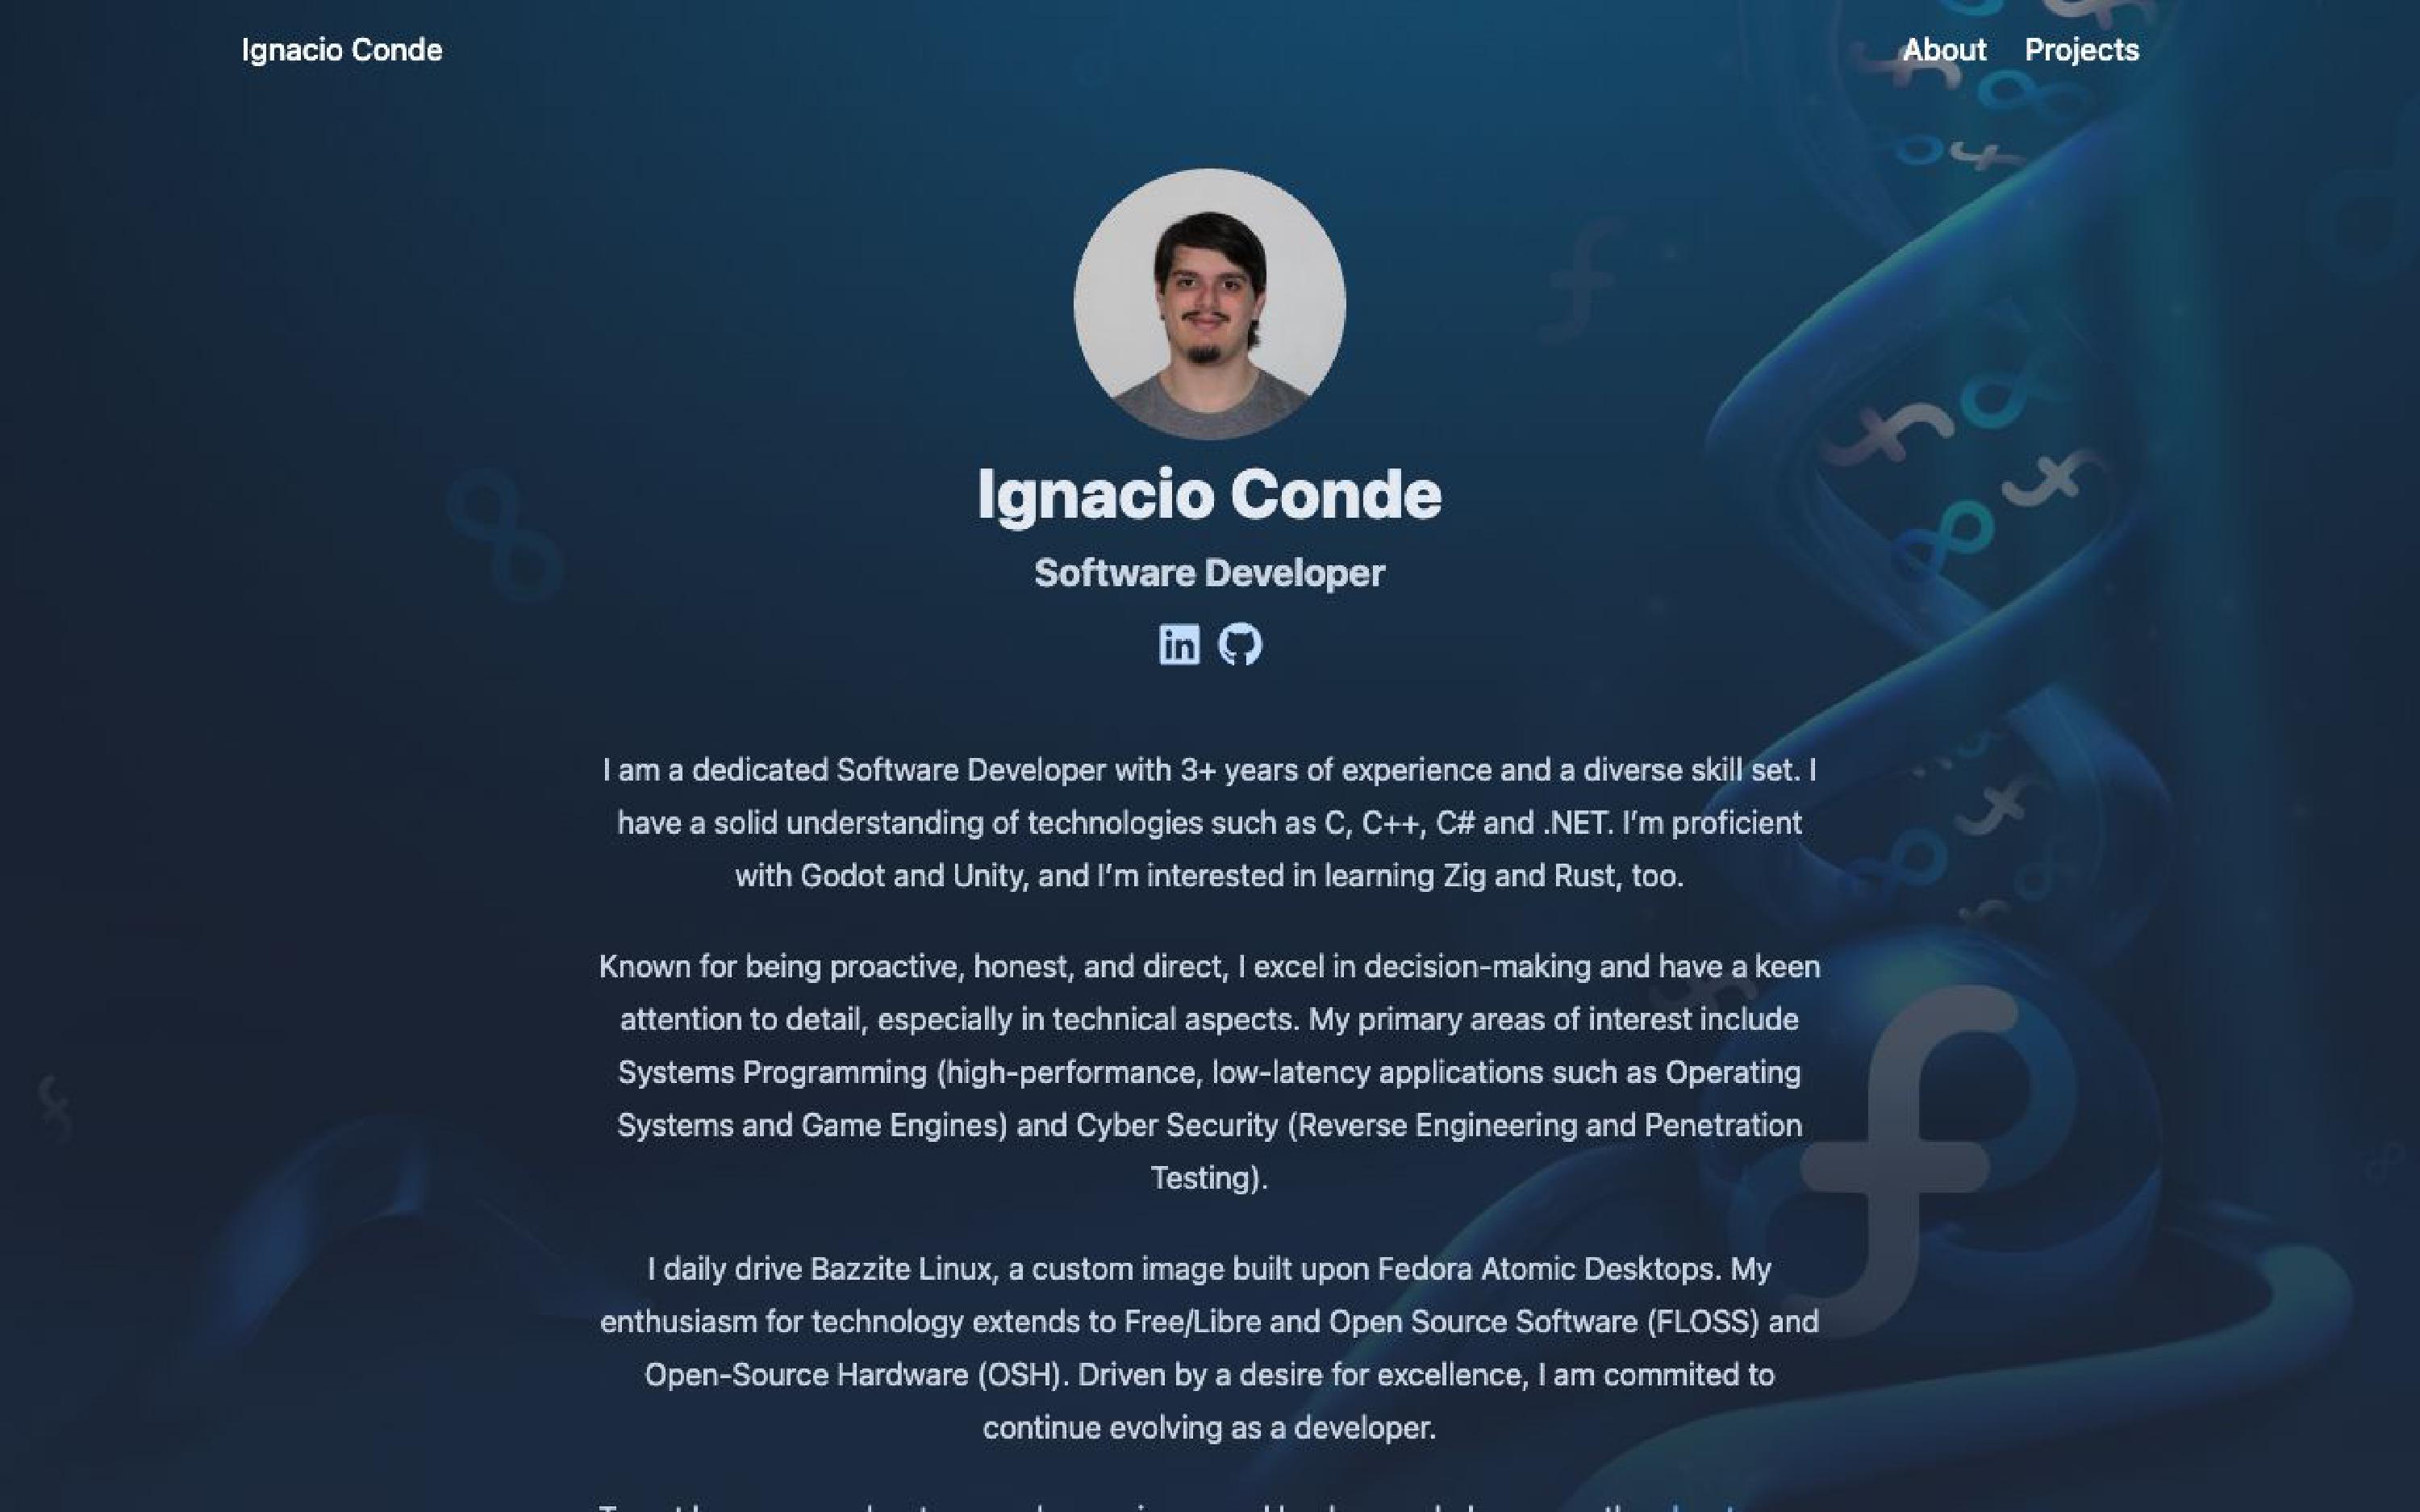 Ignacio Conde
About Projects
Ignacio Conde
Software Developer
in
I am a dedicated Software Developer with 3+ years of experience and a diverse skill set. I
have a solid understanding of technologies such as C, C++, C# and .NET. I’m proficient
with Godot and Unity, and I’m interested in learning Zig and Rust, too.
Known for being proactive, honest, and direct, I excel in decision-making and have a keen
attention to detail, especially in technical aspects. My primary areas of interest include
Systems Programming (high-performance, low-latency applications such as Operating
Systems and Game Engines) and Cyber Security (Reverse Engineering and Penetration
Testing).
I daily drive Bazzite Linux, a custom image built upon Fedora Atomic Desktops. My
enthusiasm for technology extends to Free/Libre and Open Source Software (FLOSS) and
Open-Source Hardware (OSH). Driven by a desire for excellence, I am commited to
continue evolving as a developer.